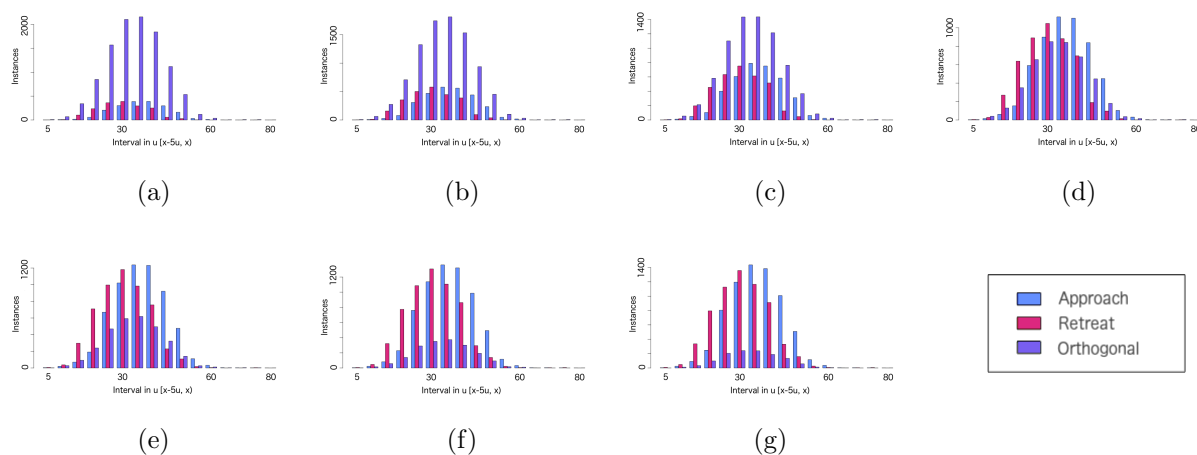 2000
0
Instances
5 30 60 80
Interval in u [x-5u, x)
(a)
1500
0
Instances
5 30 60 80
Interval in u [x-5u, x)
(b)
1400
0
Instances
5 30 60 80
Interval in u [x-5u, x)
(c)
1000
0
Instances
5 30 60 80
Interval in u [x-5u, x)
(d)
1200
0
Instances
5 30 60 80
Interval in u [x-5u, x)
(e)
1200
0
Instances
5 30 60 80
Interval in u [x-5u, x)
(f)
1400
0
Instances
5 30 60 80
Interval in u [x-5u, x)
(g)
Approach
Retreat
Orthogonal